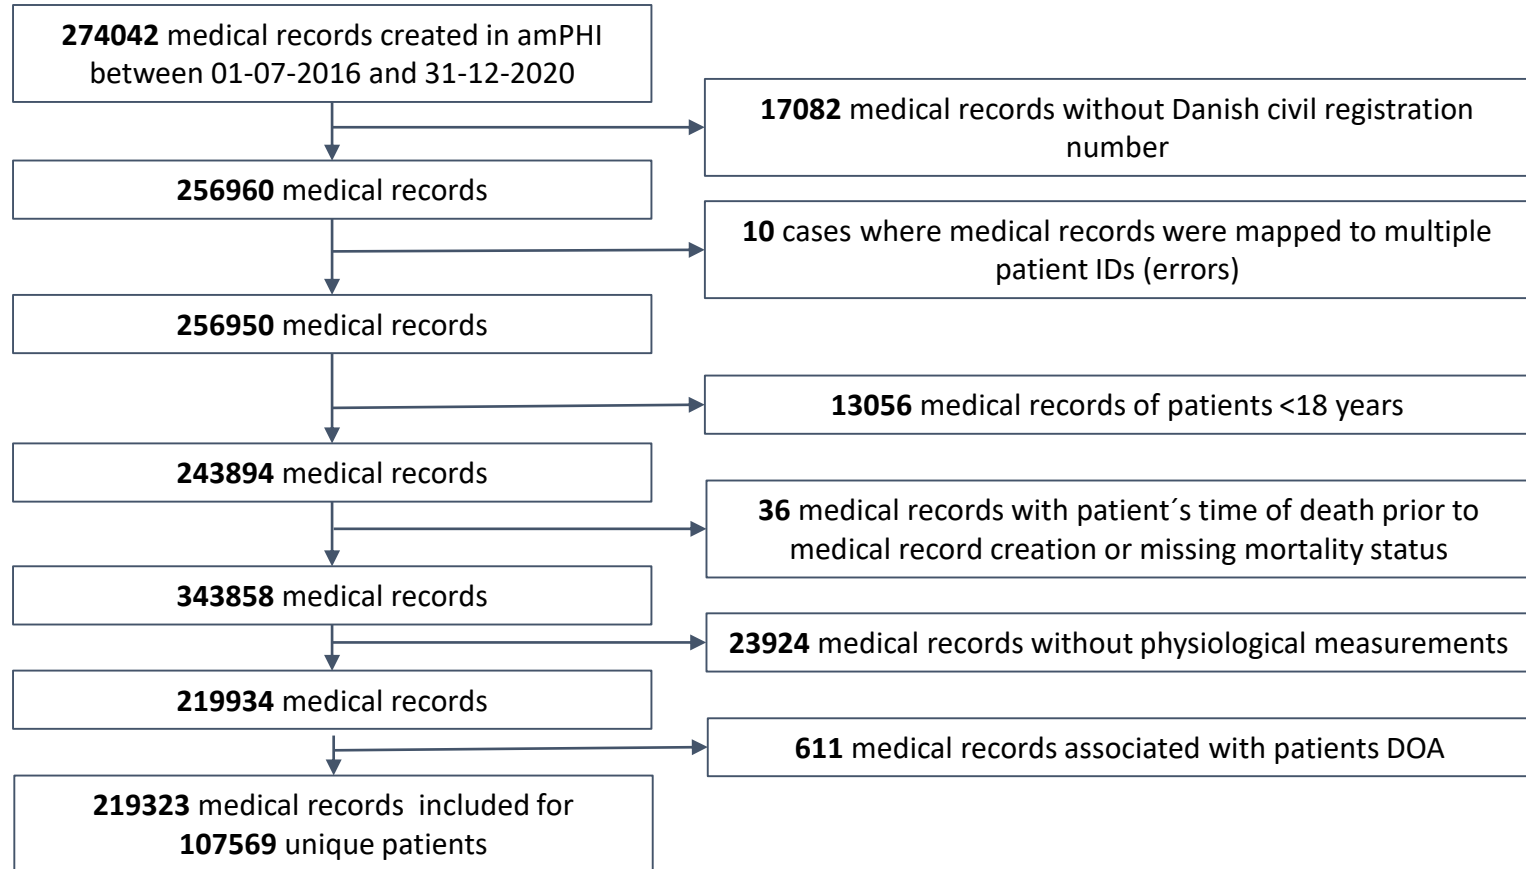 274042 medical records created in amPHI
between 01-07-2016 and 31-12-2020
17082 medical records without Danish civil registration
number
256960 medical records
10 cases where medical records were mapped to multiple
patient IDs (errors)
256950 medical records
13056 medical records of patients <18 years
243894 medical records
36 medical records with patient´s time of death prior to
medical record creation or missing mortality status
343858 medical records
23924 medical records without physiological measurements
219934 medical records
611 medical records associated with patients DOA
219323 medical records  included for
107569 unique patients